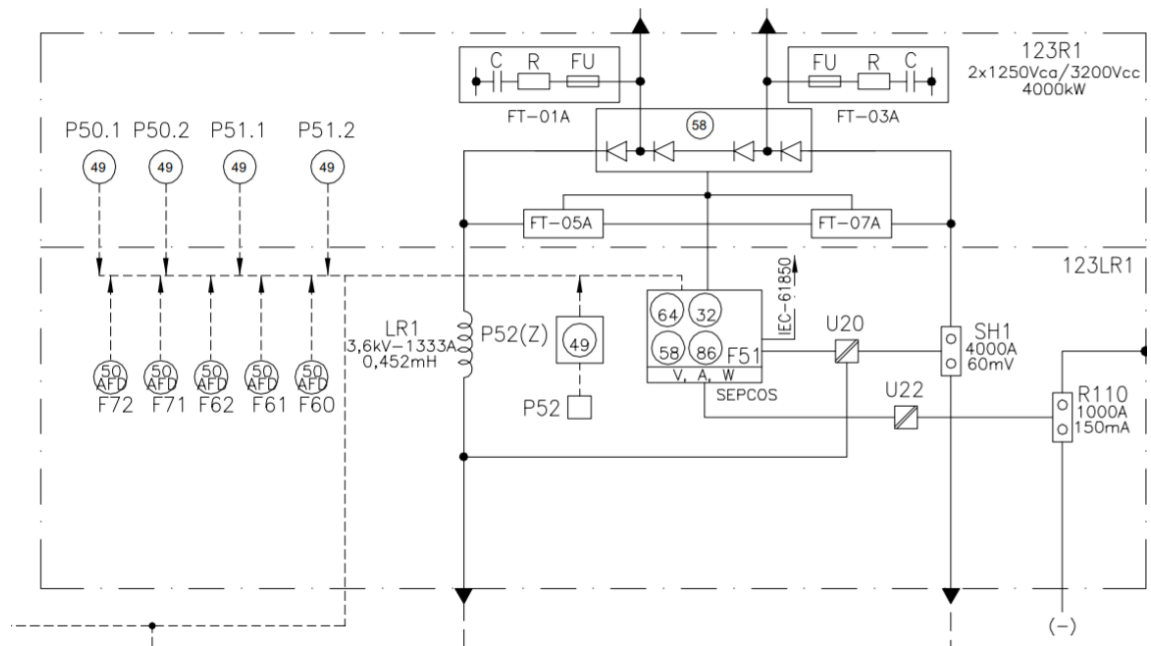 C R FU
FT-01A
FU R C
FT-03A
123R1
2x1250Vca/3200Vcc
4000kW
58
P50.1 P50.2 P51.1 P51.2
49 49 49 49
FT-05A
FT-07A
123LR1
LR1
3,6kV-1333A
0,452mH
P52(Z)
49
P52
64 32
58 86 F51
V, A, W
SEPCOS
IEC-61850
U20
U22
SH1
4000A
60mV
R110
1000A
150mA
50 50 50 50 50
AFD AFD AFD AFD AFD
F72 F71 F62 F61 F60
(-)